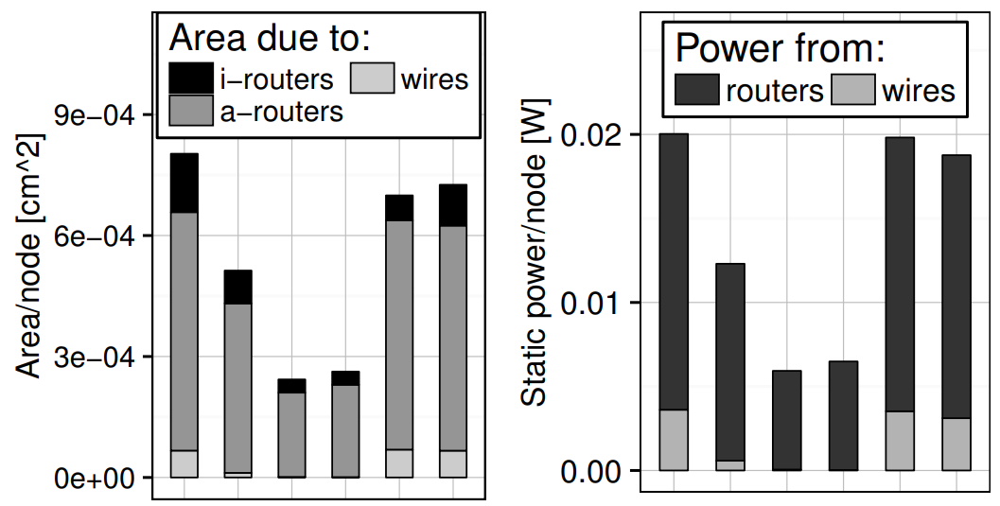 Area due to:
i−routers wires
a−routers
Area/node [cm^2]
9e−04
6e−04
3e−04
0e+00
Power from:
routers wires
Static power/node [W]
0.02
0.01
0.00